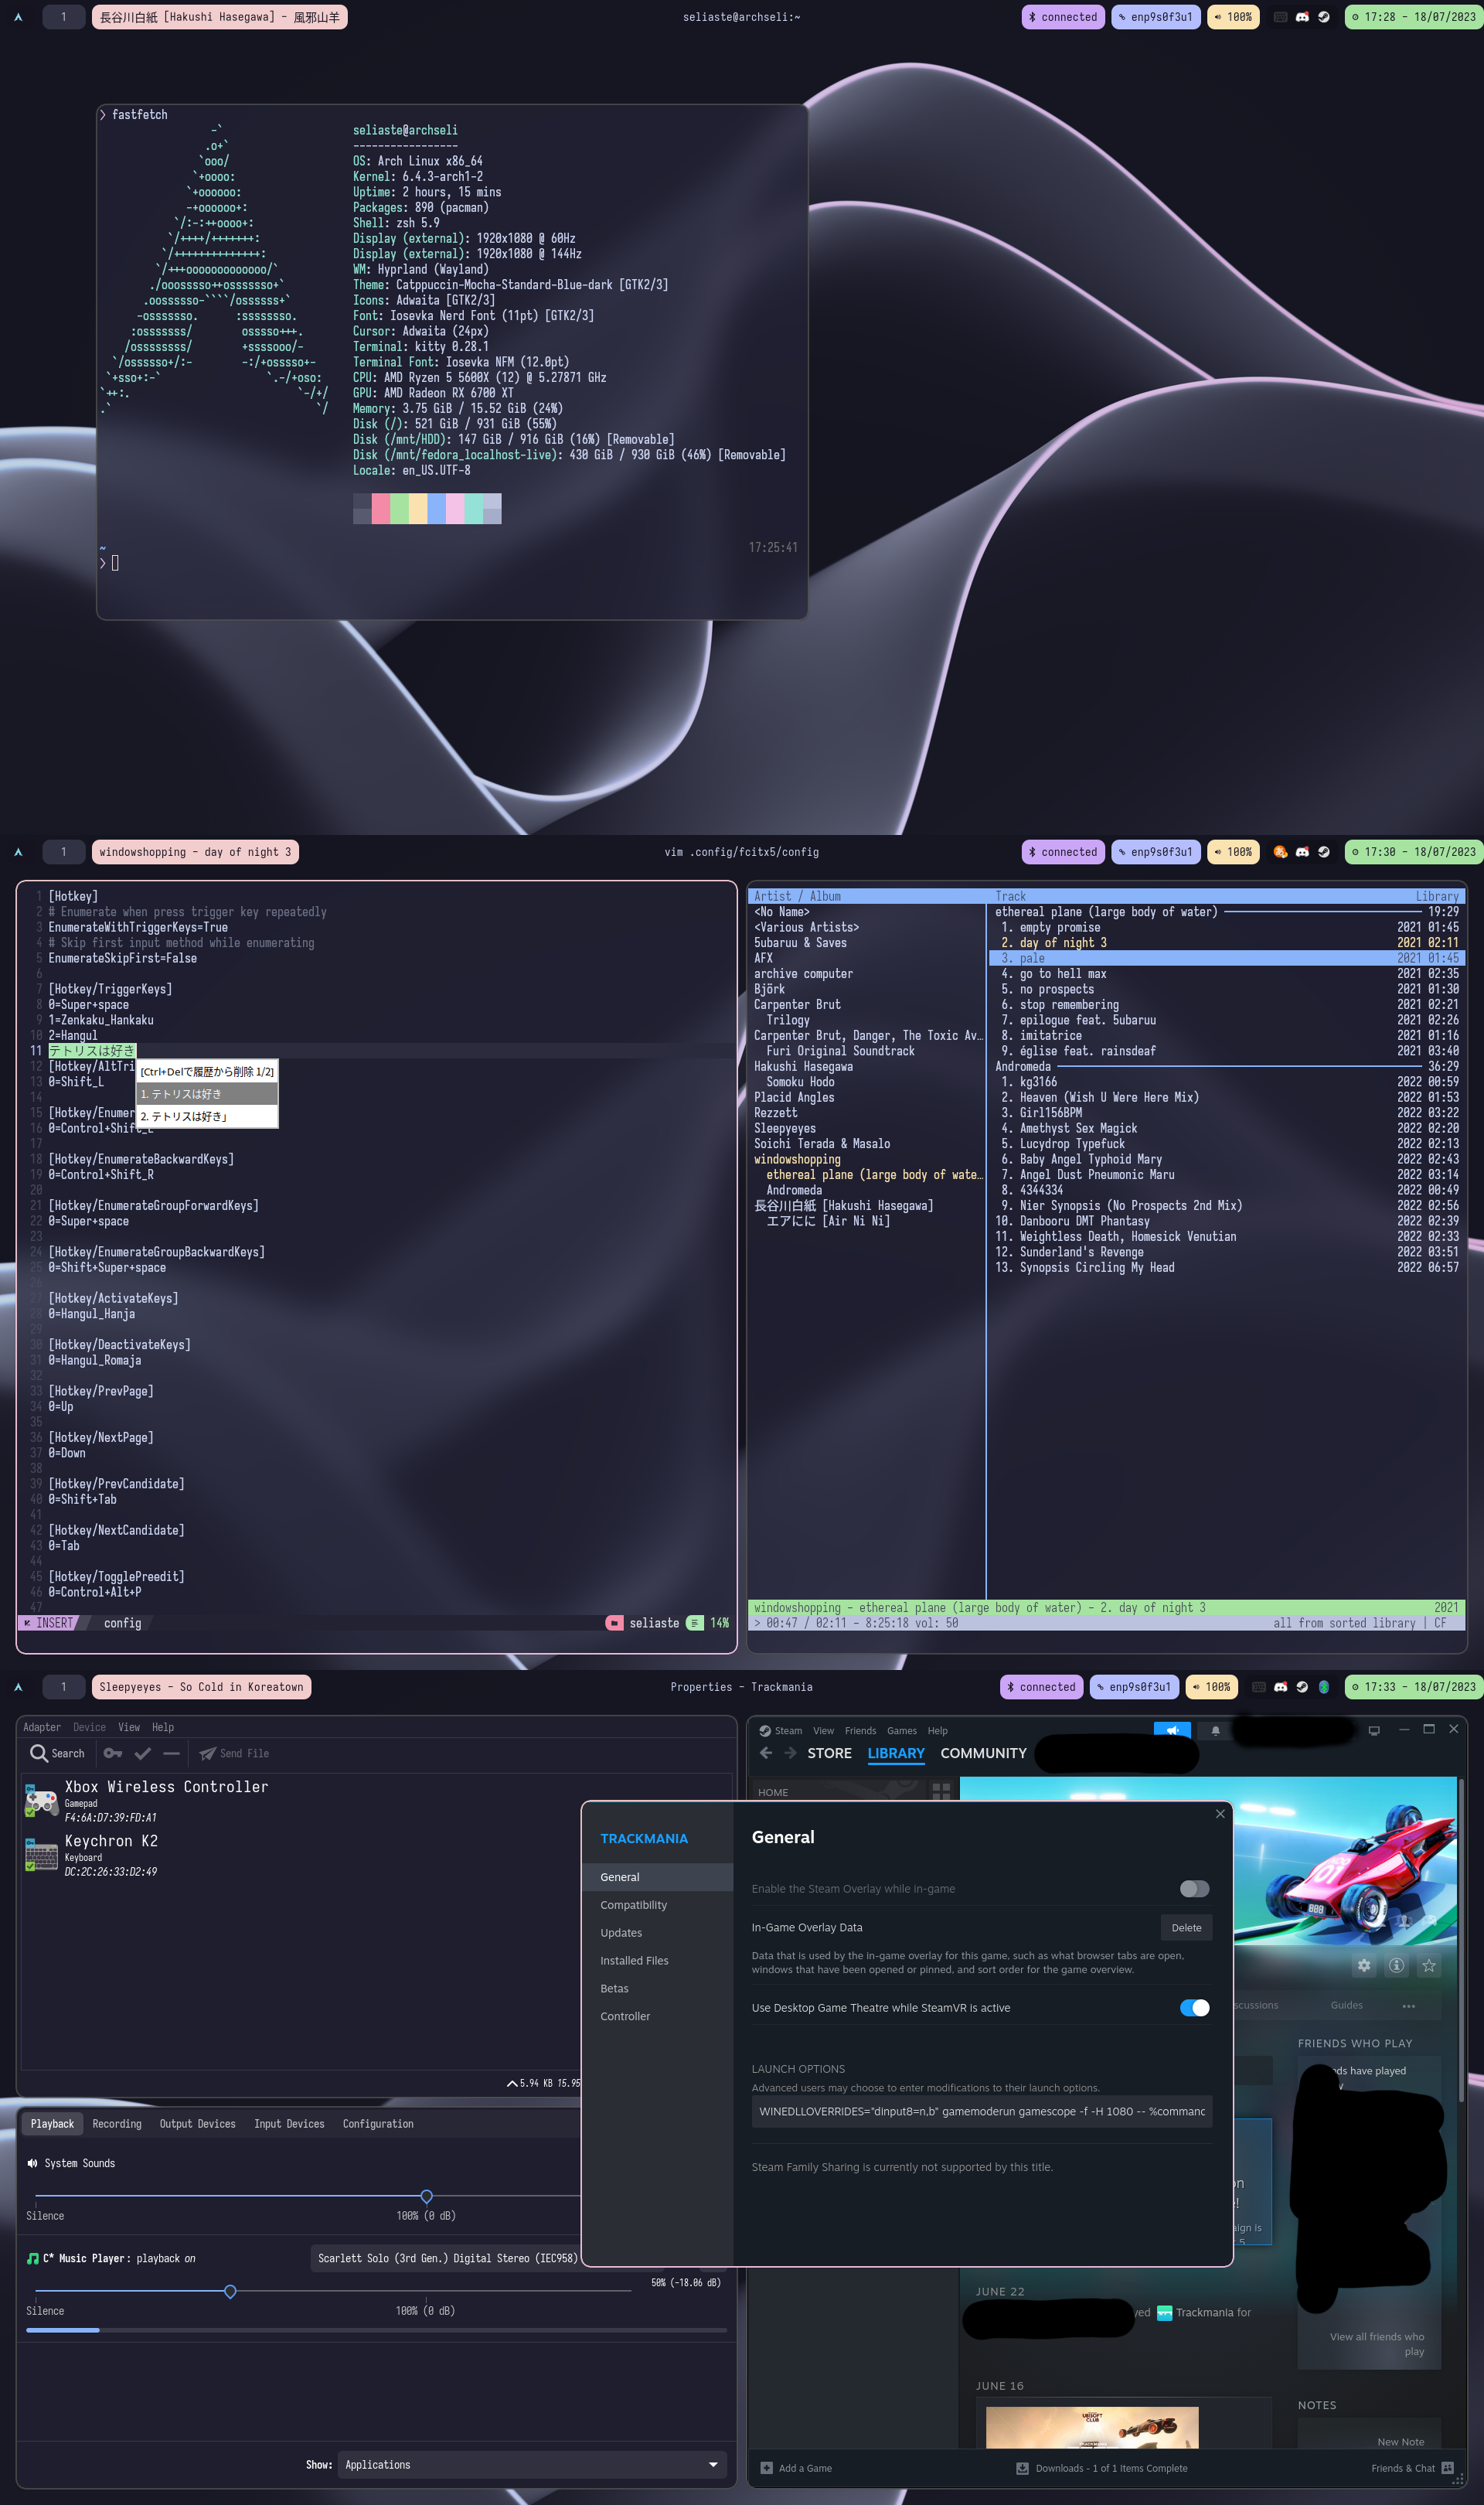 1 長谷川白紙 [Hakushi Hasegawa] - 風邪山羊 seliaste@archseli:~ connected enp9s0f3u1 100% 17:28 - 18/07/2023
❯ fastfetch
seliaste@archseli
-----------------
OS: Arch Linux x86_64
Kernel: 6.4.3-arch1-2
Uptime: 2 hours, 15 mins
Packages: 890 (pacman)
Shell: zsh 5.9
Display (external): 1920x1080 @ 60Hz
Display (external): 1920x1080 @ 144Hz
WM: Hyprland (Wayland)
Theme: Catppuccin-Mocha-Standard-Blue-dark [GTK2/3]
Icons: Adwaita [GTK2/3]
Font: Iosevka Nerd Font (11pt) [GTK2/3]
Cursor: Adwaita (24px)
Terminal: kitty 0.28.1
Terminal Font: Iosevka NFM (12.0pt)
CPU: AMD Ryzen 5 5600X (12) @ 5.27871 GHz
GPU: AMD Radeon RX 6700 XT
Memory: 3.75 GiB / 15.52 GiB (24%)
Disk (/): 521 GiB / 931 GiB (55%)
Disk (/mnt/HDD): 147 GiB / 916 GiB (16%) [Removable]
Disk (/mnt/fedora_localhost-live): 430 GiB / 930 GiB (46%) [Removable]
Locale: en_US.UTF-8
~ 17:25:41
❯
1 windowshopping - day of night 3 vim .config/fcitx5/config connected enp9s0f3u1 100% 17:30 - 18/07/2023
1 [Hotkey]
2 # Enumerate when press trigger key repeatedly
3 EnumerateWithTriggerKeys=True
4 # Skip first input method while enumerating
5 EnumerateSkipFirst=False
6
7 [Hotkey/TriggerKeys]
8 0=Super+space
9 1=Zenkaku_Hankaku
10 2=Hangul
11 テトリスは好き
12 [Hotkey/AltTri
[Ctrl+Delで履歴から削除 1/2]
13 0=Shift_L
1. テトリスは好き
14
15 [Hotkey/Enumer
2. テトリスは好き」
16 0=Control+Shift_L
17
18 [Hotkey/EnumerateBackwardKeys]
19 0=Control+Shift_R
20
21 [Hotkey/EnumerateGroupForwardKeys]
22 0=Super+space
23
24 [Hotkey/EnumerateGroupBackwardKeys]
25 0=Shift+Super+space
26
27 [Hotkey/ActivateKeys]
28 0=Hangul_Hanja
29
30 [Hotkey/DeactivateKeys]
31 0=Hangul_Romaja
32
33 [Hotkey/PrevPage]
34 0=Up
35
36 [Hotkey/NextPage]
37 0=Down
38
39 [Hotkey/PrevCandidate]
40 0=Shift+Tab
41
42 [Hotkey/NextCandidate]
43 0=Tab
44
45 [Hotkey/TogglePreedit]
46 0=Control+Alt+P
47
INSERT config seliaste 14%
Artist / Album
<No Name>
<Various Artists>
5ubaruu & Saves
AFX
archive computer
Björk
Carpenter Brut
Trilogy
Carpenter Brut, Danger, The Toxic Av…
Furi Original Soundtrack
Hakushi Hasegawa
Somoku Hodo
Placid Angles
Rezzett
Sleepyeyes
Soichi Terada & Masalo
windowshopping
ethereal plane (large body of wate…
Andromeda
長谷川白紙 [Hakushi Hasegawa]
エアにに [Air Ni Ni]
Track Library
ethereal plane (large body of water) 19:29
1. empty promise 2021 01:45
2. day of night 3 2021 02:11
3. pale 2021 01:45
4. go to hell max 2021 02:35
5. no prospects 2021 01:30
6. stop remembering 2021 02:21
7. epilogue feat. 5ubaruu 2021 02:26
8. imitatrice 2021 01:16
9. église feat. rainsdeaf 2021 03:40
Andromeda 36:29
1. kg3166 2022 00:59
2. Heaven (Wish U Were Here Mix) 2022 01:53
3. Girl156BPM 2022 03:22
4. Amethyst Sex Magick 2022 02:20
5. Lucydrop Typefuck 2022 02:13
6. Baby Angel Typhoid Mary 2022 02:43
7. Angel Dust Pneumonic Maru 2022 03:14
8. 4344334 2022 00:49
9. Nier Synopsis (No Prospects 2nd Mix) 2022 02:56
10. Danbooru DMT Phantasy 2022 02:39
11. Weightless Death, Homesick Venutian 2022 02:33
12. Sunderland's Revenge 2022 03:51
13. Synopsis Circling My Head 2022 06:57
windowshopping - ethereal plane (large body of water) - 2. day of night 3 2021
> 00:47 / 02:11 - 8:25:18 vol: 50 all from sorted library | CF
1 Sleepyeyes - So Cold in Koreatown Properties - Trackmania connected enp9s0f3u1 100% 17:33 - 18/07/2023
Adapter Device View Help
Search Send File
Xbox Wireless Controller
Gamepad
F4:6A:D7:39:FD:A1
Keychron K2
Keyboard
DC:2C:26:33:D2:49
5.94 KB 15.95
Playback Recording Output Devices Input Devices Configuration
System Sounds
Silence 100% (0 dB)
C* Music Player: playback on Scarlett Solo (3rd Gen.) Digital Stereo (IEC958)
50% (-18.06 dB)
Silence 100% (0 dB)
Show: Applications
Steam View Friends Games Help
STORE LIBRARY COMMUNITY
HOME
TRACKMANIA
General
Compatibility
Updates
Installed Files
Betas
Controller
General
Enable the Steam Overlay while in-game
In-Game Overlay Data Delete
Data that is used by the in-game overlay for this game, such as what browser tabs are open,
windows that have been opened or pinned, and sort order for the game overview.
Use Desktop Game Theatre while SteamVR is active
LAUNCH OPTIONS
Advanced users may choose to enter modifications to their launch options.
WINEDLLOVERRIDES="dinput8=n,b" gamemoderun gamescope -f -H 1080 -- %command
Steam Family Sharing is currently not supported by this title.
scussions Guides
FRIENDS WHO PLAY
nds have played
y
on
e!
aign is
JUNE 22
yed Trackmania for
View all friends who
play
JUNE 16
UBISOFT
CLUB
NOTES
New Note
Add a Game Downloads - 1 of 1 Items Complete Friends & Chat